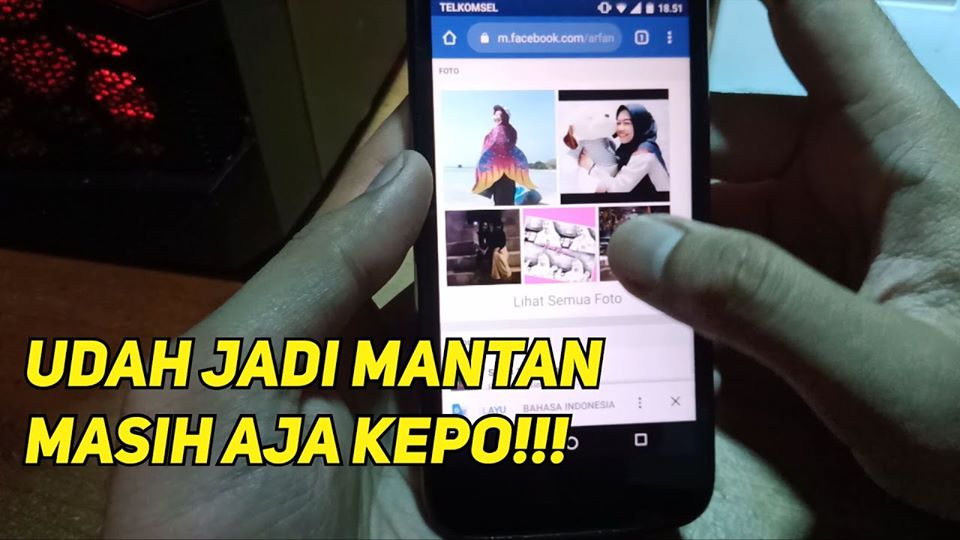 TELKOMSEL 18.51
m.facebook.com/arfan
FOTO
Lihat Semua Foto
BAHASA INDONESIA
UDAH JADI MANTAN
MASIH AJA KEPO!!!